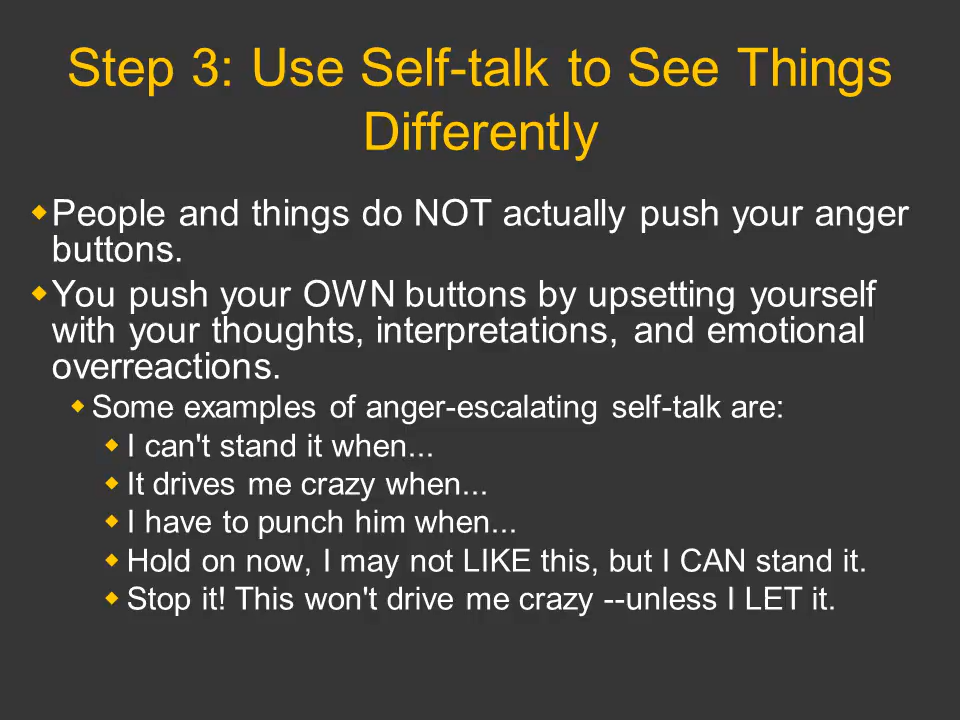 Step 3: Use Self-talk to See Things
Differently
◆People and things do NOT actually push your anger
buttons.
◆You push your OWN buttons by upsetting yourself
with your thoughts, interpretations, and emotional
overreactions.
◆Some examples of anger-escalating self-talk are:
◆I can't stand it when...
◆It drives me crazy when...
◆I have to punch him when...
◆Hold on now, I may not LIKE this, but I CAN stand it.
◆Stop it! This won't drive me crazy --unless I LET it.